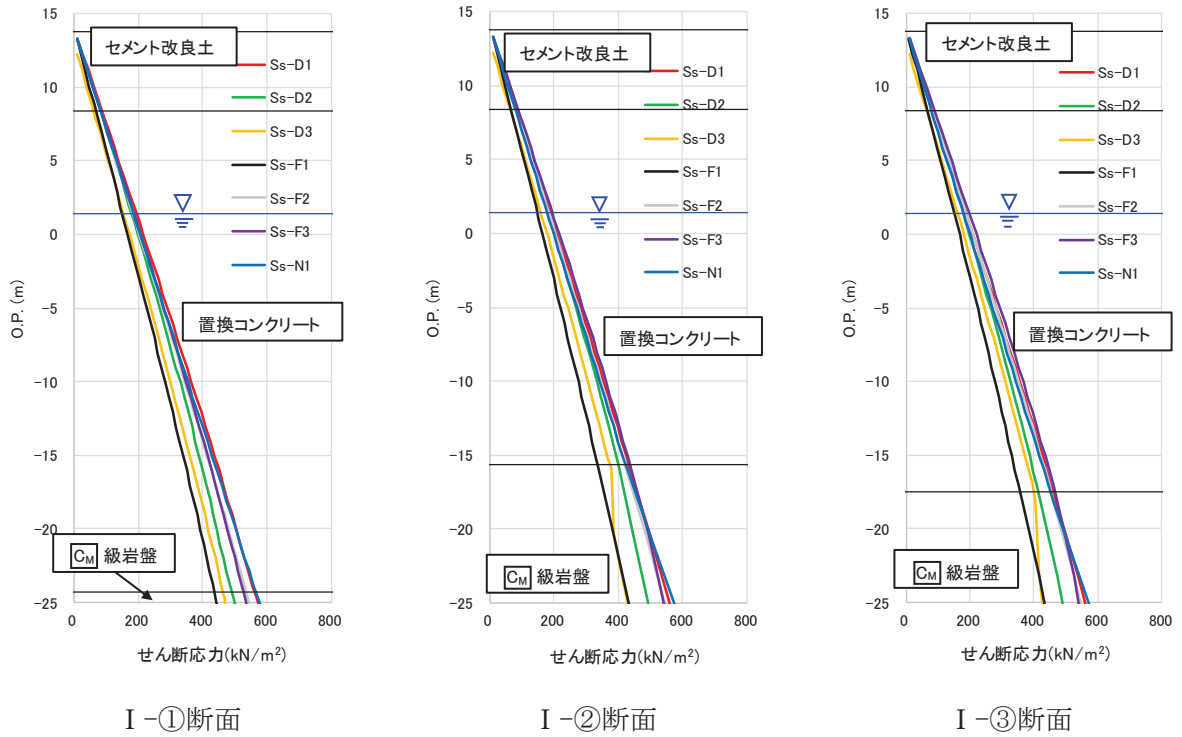 15
10
5
0
−5
−10
−15
−20
−25
O.P. (m)
セメント改良土
Ss-D1
Ss-D2
Ss-D3
Ss-F1
Ss-F2
Ss-F3
Ss-N1
置換コンクリート
CM 級岩盤
0 200 400 600 800
せん断応力(kN/m²)
Ⅰ-①断面
15
10
5
0
−5
−10
−15
−20
−25
O.P. (m)
セメント改良土
Ss-D1
Ss-D2
Ss-D3
Ss-F1
Ss-F2
Ss-F3
Ss-N1
置換コンクリート
CM 級岩盤
0 200 400 600 800
せん断応力(kN/m²)
Ⅰ-②断面
15
10
5
0
−5
−10
−15
−20
−25
O.P. (m)
セメント改良土
Ss-D1
Ss-D2
Ss-D3
Ss-F1
Ss-F2
Ss-F3
Ss-N1
置換コンクリート
CM 級岩盤
0 200 400 600 800
せん断応力(kN/m²)
Ⅰ-③断面